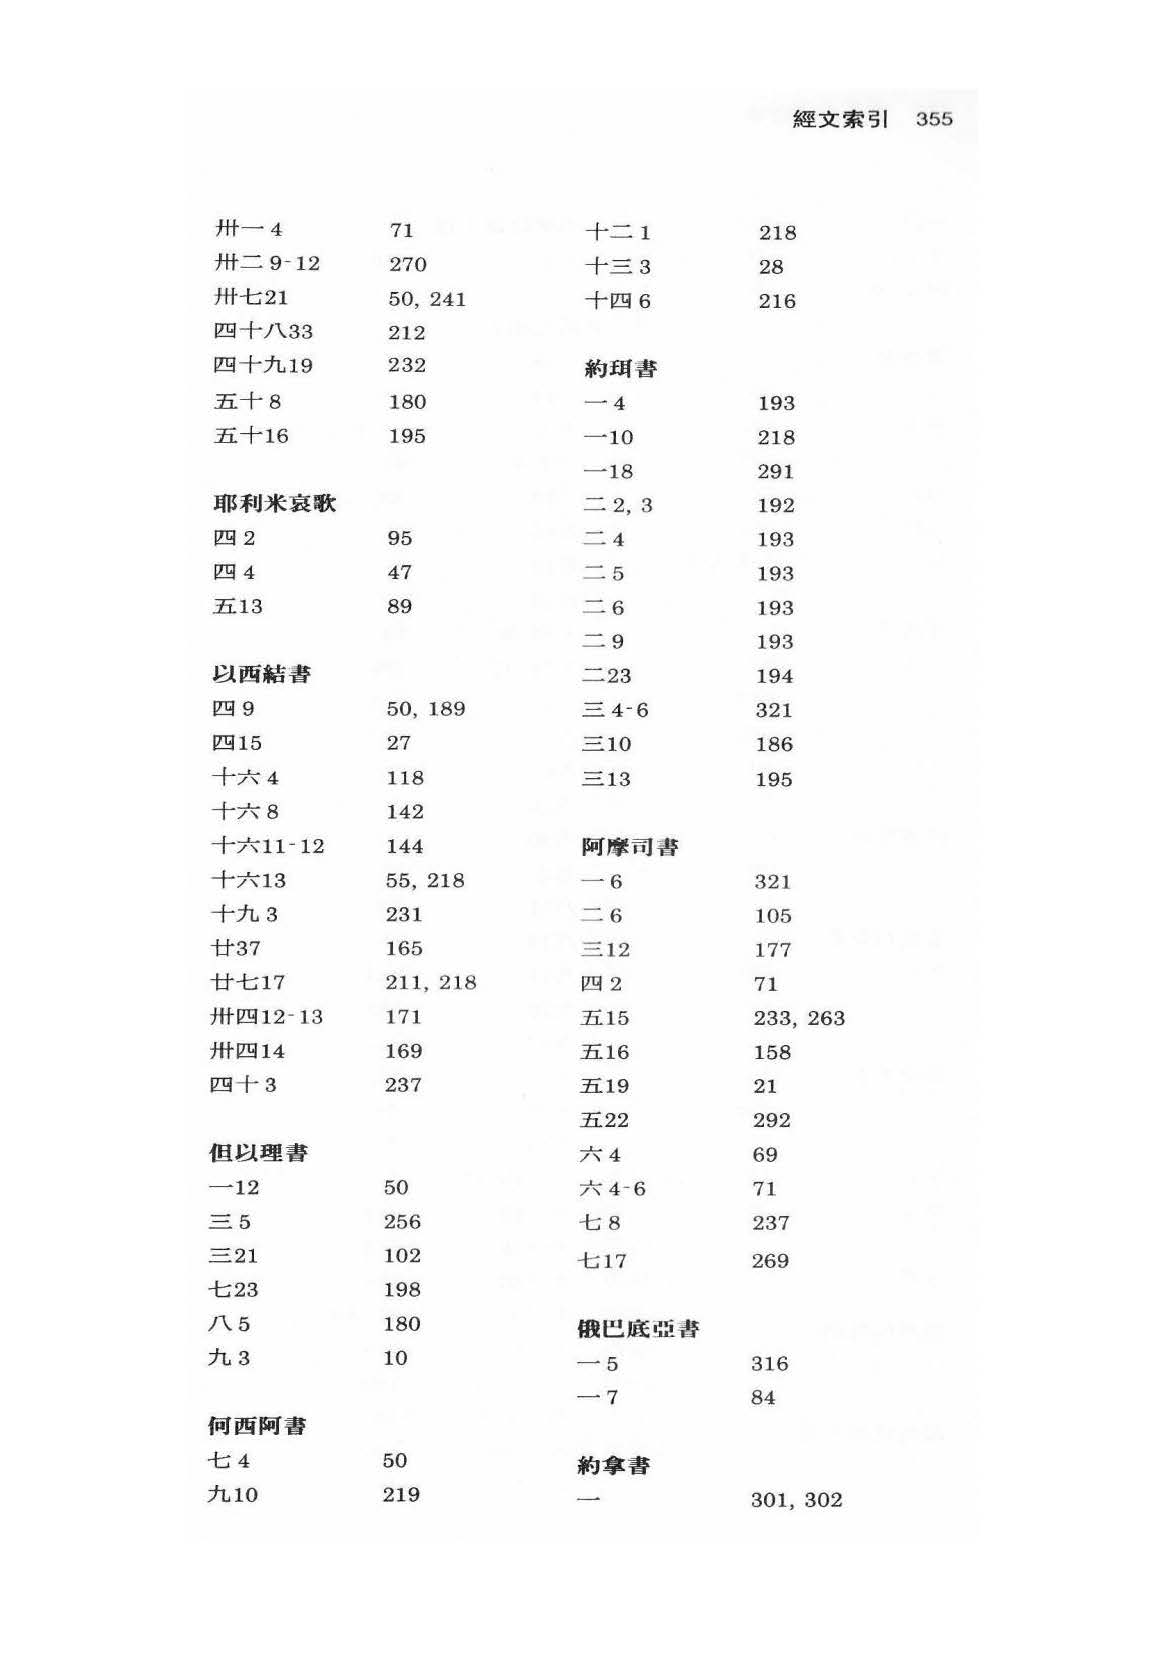 經文索引 355
卅一 4 71
卅二 9-12 270
卅七21 50, 241
四十八33 212
四十九19 232
五十 8 180
五十16 195
耶利米哀歌
四 2 95
四 4 47
五13 89
以西結書
四 9 50, 189
四15 27
十六 4 118
十六 8 142
十六11-12 144
十六13 55, 218
十九 3 231
廿37 165
廿七17 211, 218
卅四12-13 171
卅四14 169
四十 3 237
但以理書
一12 50
三 5 256
三21 102
七23 198
八 5 180
九 3 10
何西阿書
七 4 50
九10 219
十二 1 218
十三 3 28
十四 6 216
約珥書
一 4 193
一10 218
一18 291
二 2, 3 192
二 4 193
二 5 193
二 6 193
二 9 193
二23 194
三 4-6 321
三10 186
三13 195
阿摩司書
一 6 321
二 6 105
三12 177
四 2 71
五15 233, 263
五16 158
五19 21
五22 292
六 4 69
六 4-6 71
七 8 237
七17 269
俄巴底亞書
一 5 316
一 7 84
約拿書
一 301, 302